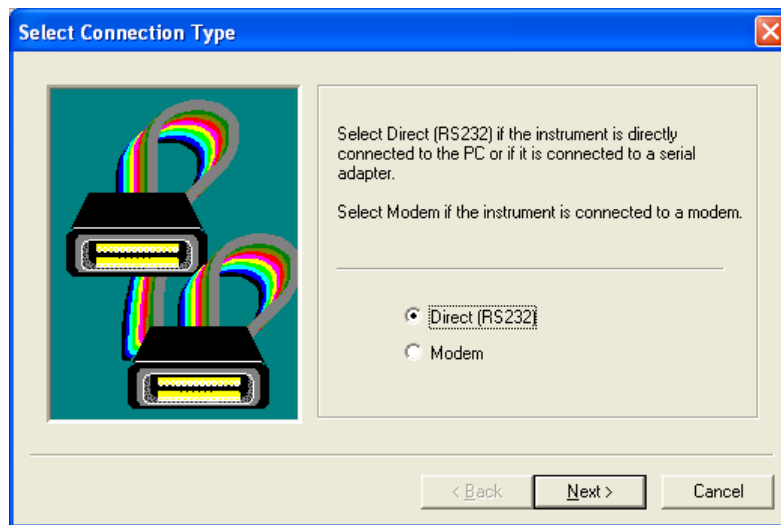 Select Connection Type
Select Direct (RS232) if the instrument is directly
connected to the PC or if it is connected to a serial
adapter.
Select Modem if the instrument is connected to a modem.
Direct (RS232)
Modem
< Back
Next >
Cancel